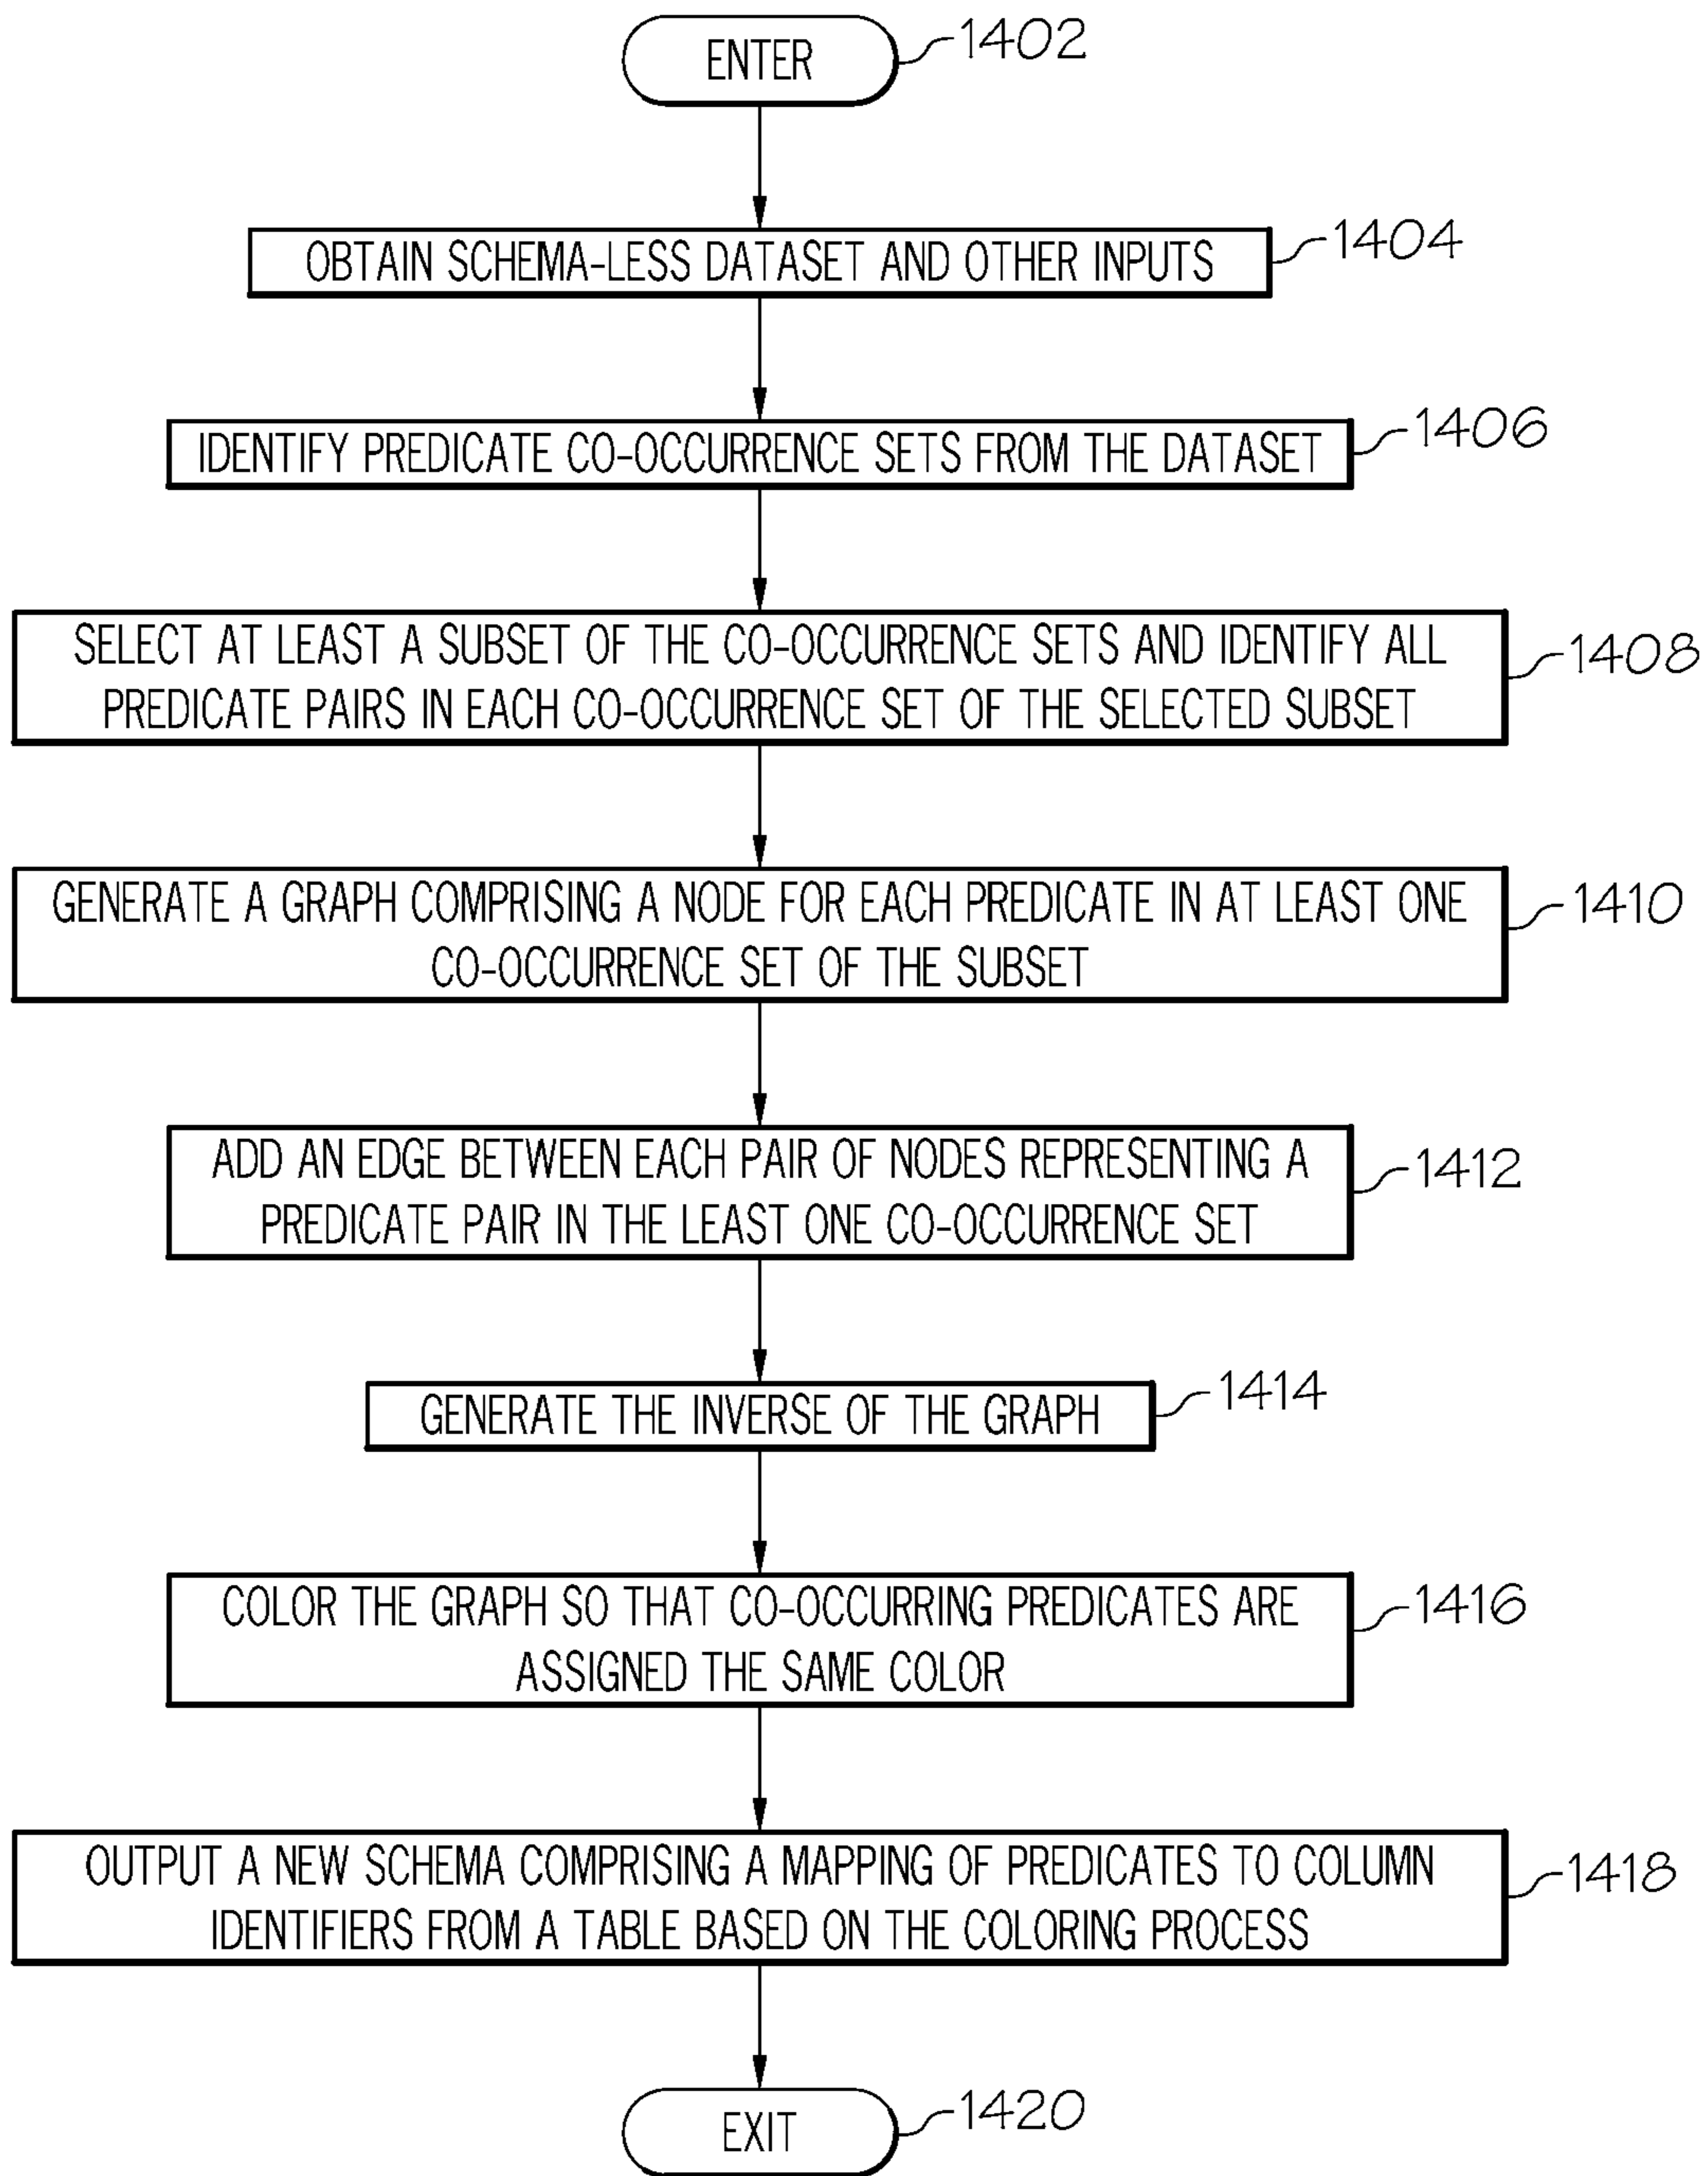 ENTER
1402
OBTAIN SCHEMA-LESS DATASET AND OTHER INPUTS
1404
IDENTIFY PREDICATE CO-OCCURRENCE SETS FROM THE DATASET
1406
SELECT AT LEAST A SUBSET OF THE CO-OCCURRENCE SETS AND IDENTIFY ALL
PREDICATE PAIRS IN EACH CO-OCCURRENCE SET OF THE SELECTED SUBSET
1408
GENERATE A GRAPH COMPRISING A NODE FOR EACH PREDICATE IN AT LEAST ONE
CO-OCCURRENCE SET OF THE SUBSET
1410
ADD AN EDGE BETWEEN EACH PAIR OF NODES REPRESENTING A
PREDICATE PAIR IN THE LEAST ONE CO-OCCURRENCE SET
1412
GENERATE THE INVERSE OF THE GRAPH
1414
COLOR THE GRAPH SO THAT CO-OCCURRING PREDICATES ARE
ASSIGNED THE SAME COLOR
1416
OUTPUT A NEW SCHEMA COMPRISING A MAPPING OF PREDICATES TO COLUMN
IDENTIFIERS FROM A TABLE BASED ON THE COLORING PROCESS
1418
EXIT
1420